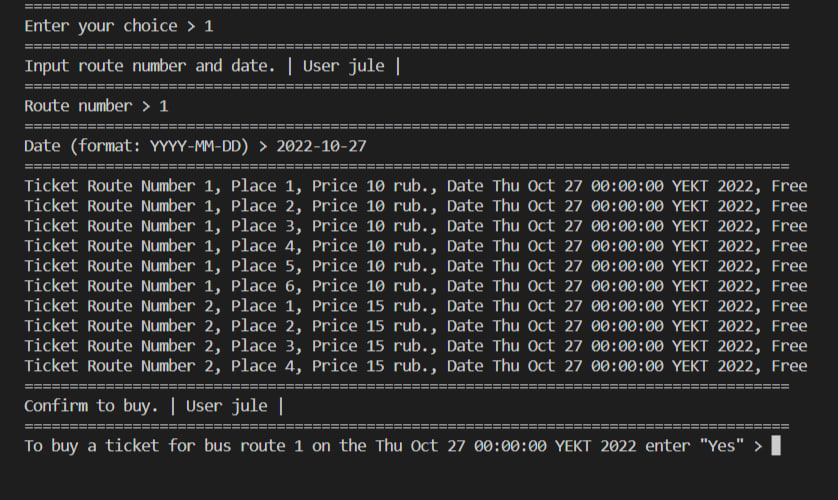 =====================================================================================
Enter your choice > 1
=====================================================================================
Input route number and date. | User jule |
=====================================================================================
Route number > 1
=====================================================================================
Date (format: YYYY-MM-DD) > 2022-10-27
=====================================================================================
Ticket Route Number 1, Place 1, Price 10 rub., Date Thu Oct 27 00:00:00 YEKT 2022, Free
Ticket Route Number 1, Place 2, Price 10 rub., Date Thu Oct 27 00:00:00 YEKT 2022, Free
Ticket Route Number 1, Place 3, Price 10 rub., Date Thu Oct 27 00:00:00 YEKT 2022, Free
Ticket Route Number 1, Place 4, Price 10 rub., Date Thu Oct 27 00:00:00 YEKT 2022, Free
Ticket Route Number 1, Place 5, Price 10 rub., Date Thu Oct 27 00:00:00 YEKT 2022, Free
Ticket Route Number 1, Place 6, Price 10 rub., Date Thu Oct 27 00:00:00 YEKT 2022, Free
Ticket Route Number 2, Place 1, Price 15 rub., Date Thu Oct 27 00:00:00 YEKT 2022, Free
Ticket Route Number 2, Place 2, Price 15 rub., Date Thu Oct 27 00:00:00 YEKT 2022, Free
Ticket Route Number 2, Place 3, Price 15 rub., Date Thu Oct 27 00:00:00 YEKT 2022, Free
Ticket Route Number 2, Place 4, Price 15 rub., Date Thu Oct 27 00:00:00 YEKT 2022, Free
=====================================================================================
Confirm to buy. | User jule |
=====================================================================================
To buy a ticket for bus route 1 on the Thu Oct 27 00:00:00 YEKT 2022 enter "Yes" >